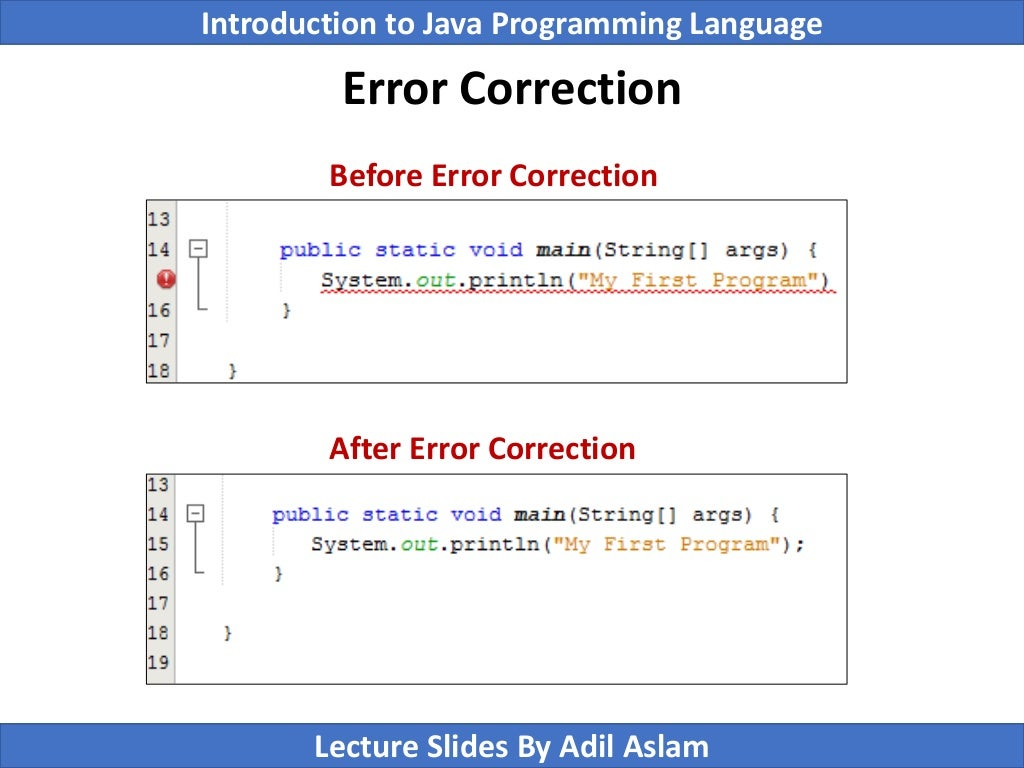 Introduction to Java Programming Language
Error Correction
Before Error Correction
13
14 public static void main(String[] args) {
System.out.println("My First Program")
16 }
17
18 }
After Error Correction
13
14 public static void main(String[] args) {
15 System.out.println("My First Program");
16 }
17
18 }
19
Lecture Slides By Adil Aslam